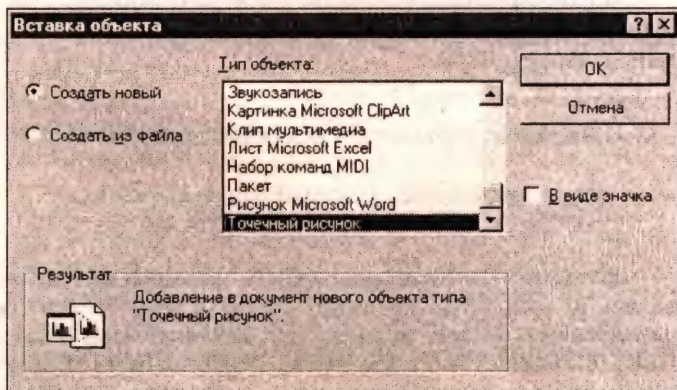 Вставка объекта
Тип объекта:
Создать новый
Создать из файла
Звукозапись
Картинка Microsoft ClipArt
Клип мультимедиа
Лист Microsoft Excel
Набор команд MIDI
Пакет
Рисунок Microsoft Word
Точечный рисунок
OK
Отмена
В виде значка
Результат
Добавление в документ нового объекта типа
"Точечный рисунок".